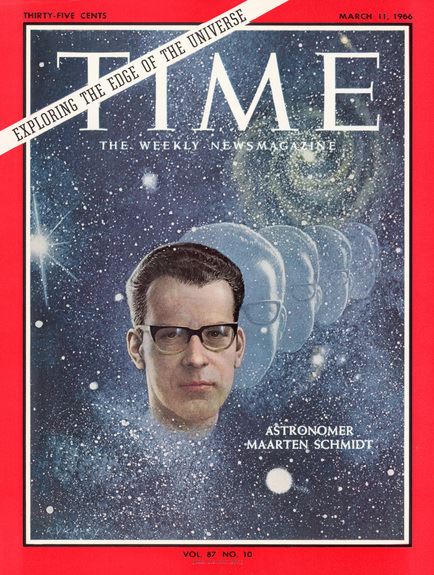 THIRTY-FIVE CENTS
MARCH 11, 1966
EXPLORING THE EDGE OF THE UNIVERSE
TIME
THE WEEKLY NEWSMAGAZINE
ASTRONOMER
MAARTEN SCHMIDT
VOL. 87 NO. 10